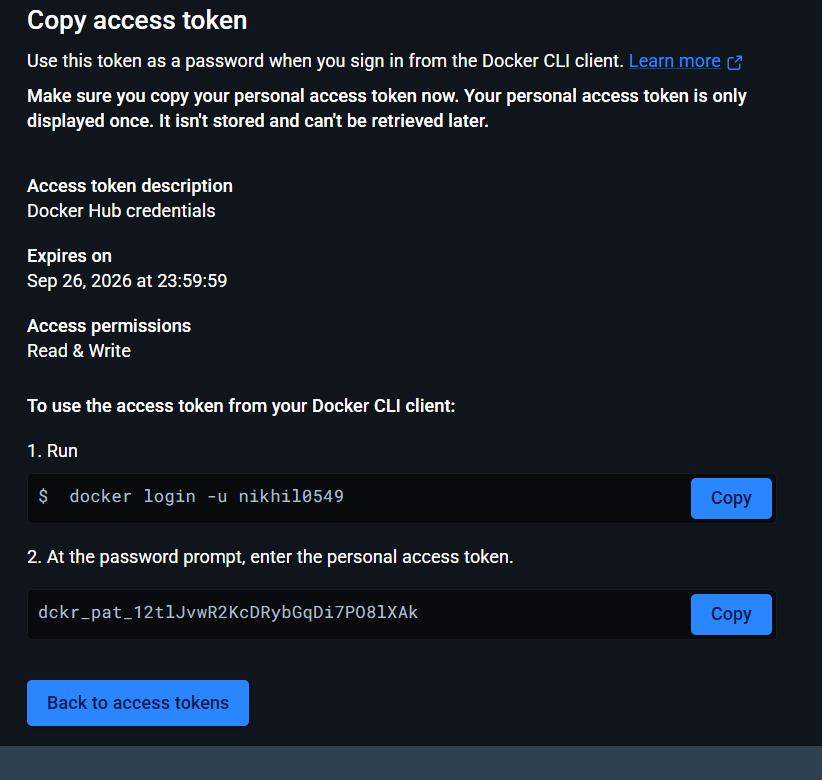 Copy access token
Use this token as a password when you sign in from the Docker CLI client. Learn more
Make sure you copy your personal access token now. Your personal access token is only
displayed once. It isn't stored and can't be retrieved later.
Access token description
Docker Hub credentials
Expires on
Sep 26, 2026 at 23:59:59
Access permissions
Read & Write
To use the access token from your Docker CLI client:
1. Run
$ docker login -u nikhil0549
Copy
2. At the password prompt, enter the personal access token.
dckr_pat_12tlJvwR2KcDRybGqDi7PO8lXAk
Copy
Back to access tokens